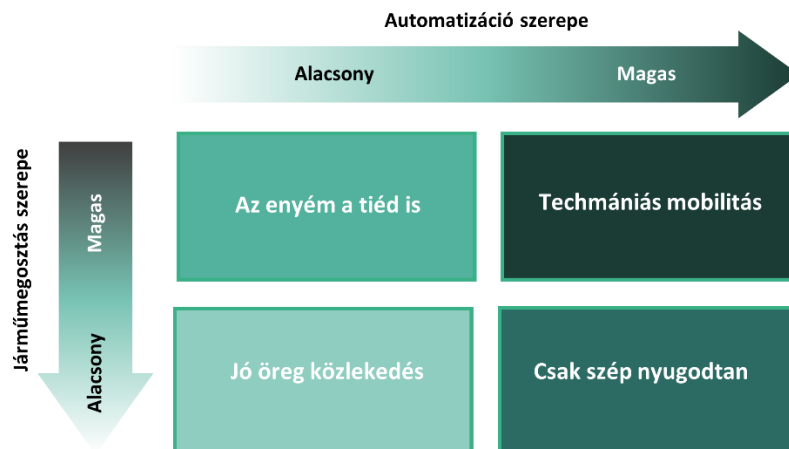 Automatizáció szerepe
Alacsony
Magas
Járműmegosztás szerepe
Magas
Alacsony
Az enyém a tiéd is
Techmániás mobilitás
Jó öreg közlekedés
Csak szép nyugodtan